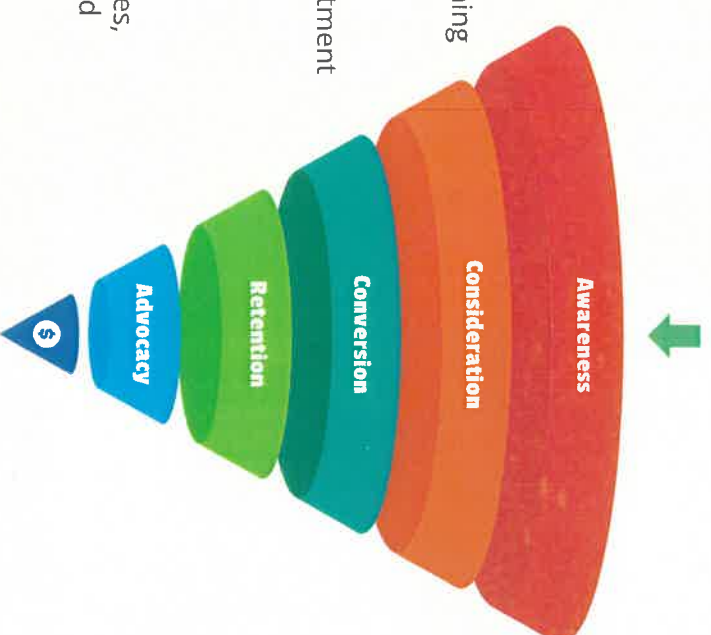 Awareness
Consideration
ing
Conversion
tment
Retention
Advocacy
es,
d
$